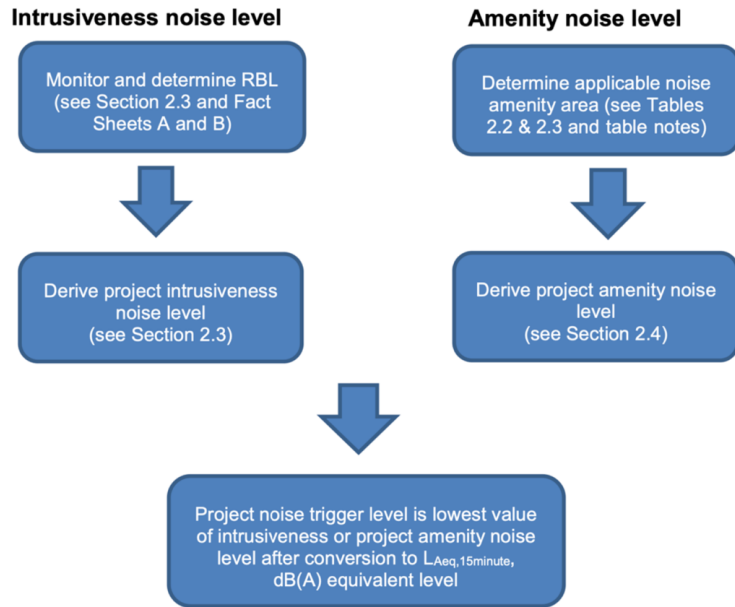 Intrusiveness noise level
Monitor and determine RBL
(see Section 2.3 and Fact
Sheets A and B)
Derive project intrusiveness
noise level
(see Section 2.3)
Amenity noise level
Determine applicable noise
amenity area (see Tables
2.2 & 2.3 and table notes)
Derive project amenity noise
level
(see Section 2.4)
Project noise trigger level is lowest value
of intrusiveness or project amenity noise
level after conversion to LAeq,15minute,
dB(A) equivalent level